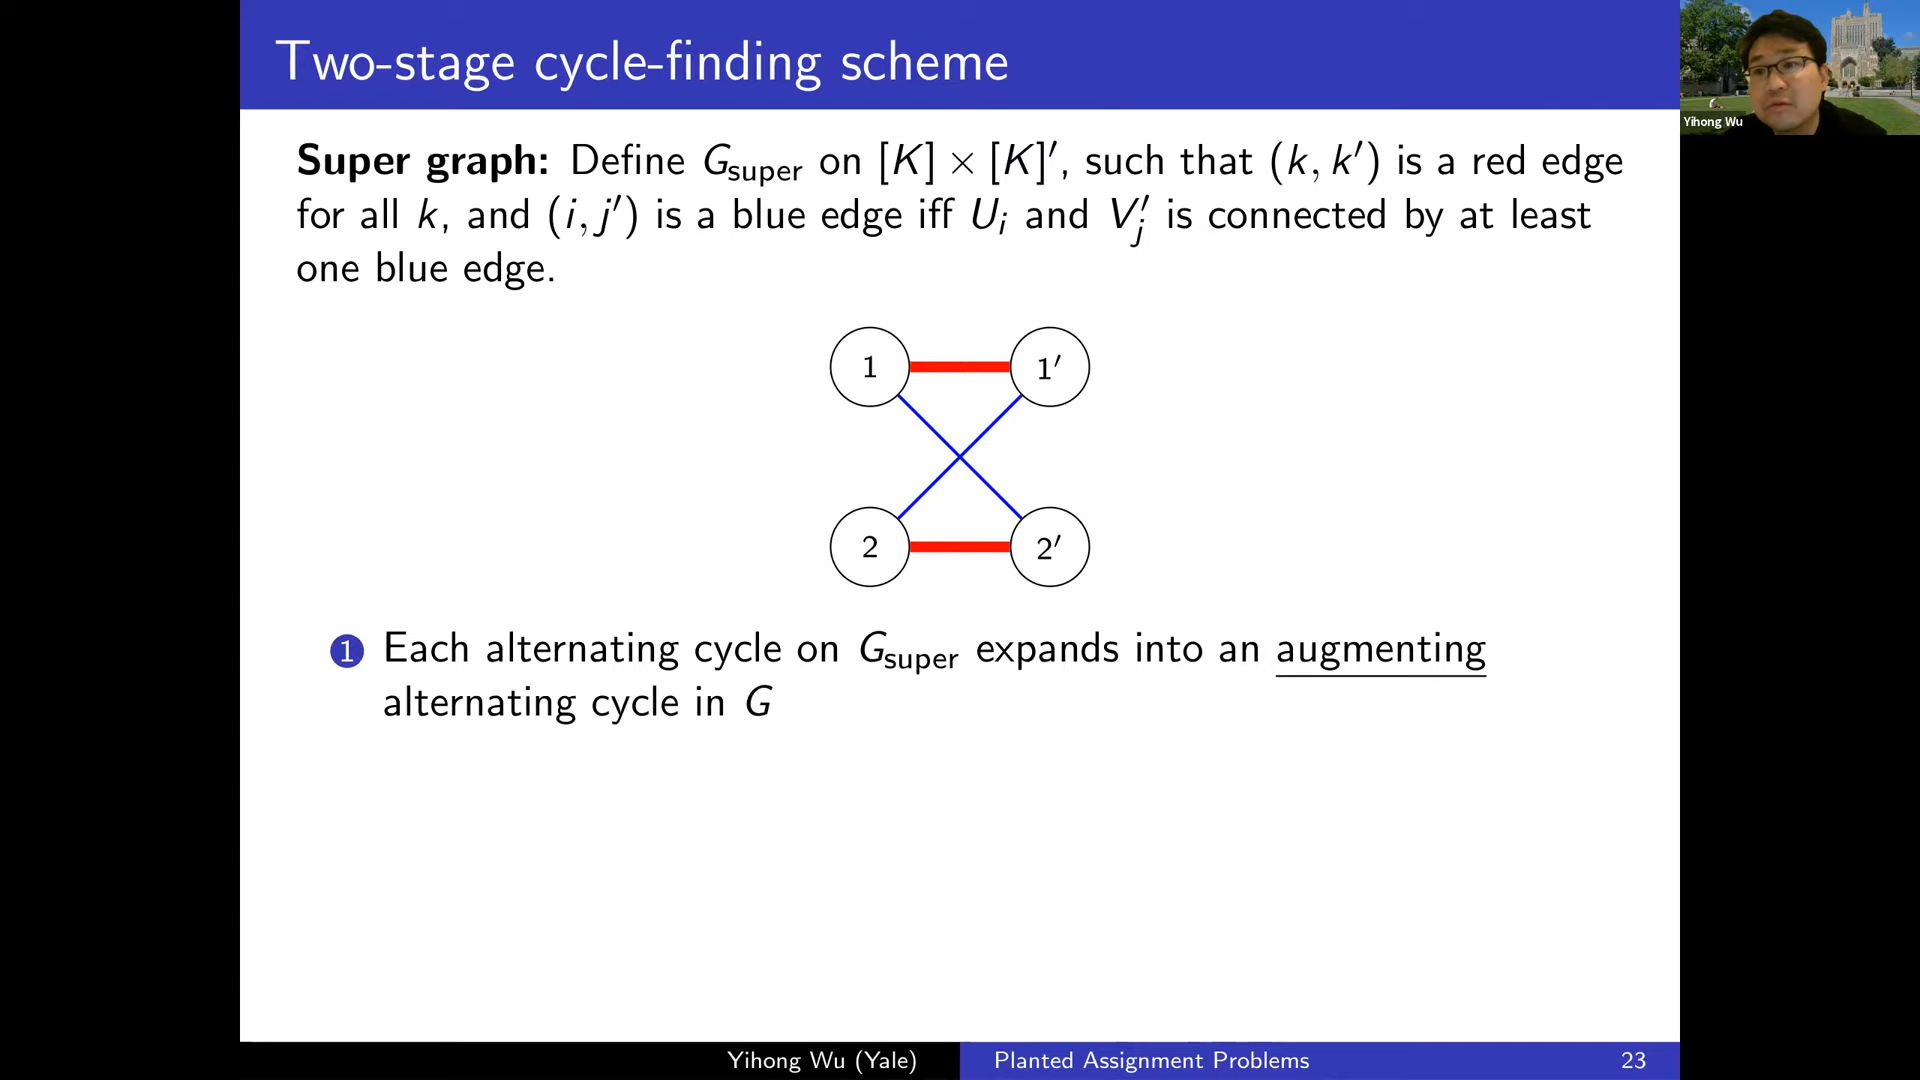 Two-stage cycle-finding scheme
Yihong Wu
Super graph: Define G_super on [K] × [K]′, such that (k, k′) is a red edge
for all k, and (i, j′) is a blue edge iff U_i and V′_j is connected by at least
one blue edge.
1 1′
2 2′
1 Each alternating cycle on G_super expands into an augmenting
alternating cycle in G
Yihong Wu (Yale) Planted Assignment Problems 23